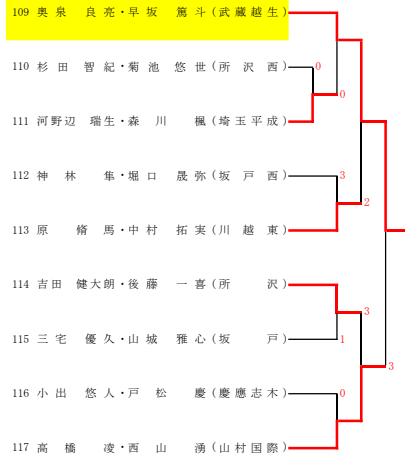 109 奥泉 良亮・早坂 篤斗(武蔵越生)
110 杉田 智紀・菊池 悠世(所沢西)
0
0
111 河野辺 瑞生・森川 楓(埼玉平成)
112 神林 隼・堀口 晟弥(坂戸西)
3
2
113 原 脩馬・中村 拓実(川越東)
114 吉田 健大朗・後藤 一喜(所沢)
3
115 三宅 優久・山城 雅心(坂戸)
1
3
116 小出 悠人・戸松 慶(慶應志木)
0
117 高橋 凌・西山 湧(山村国際)